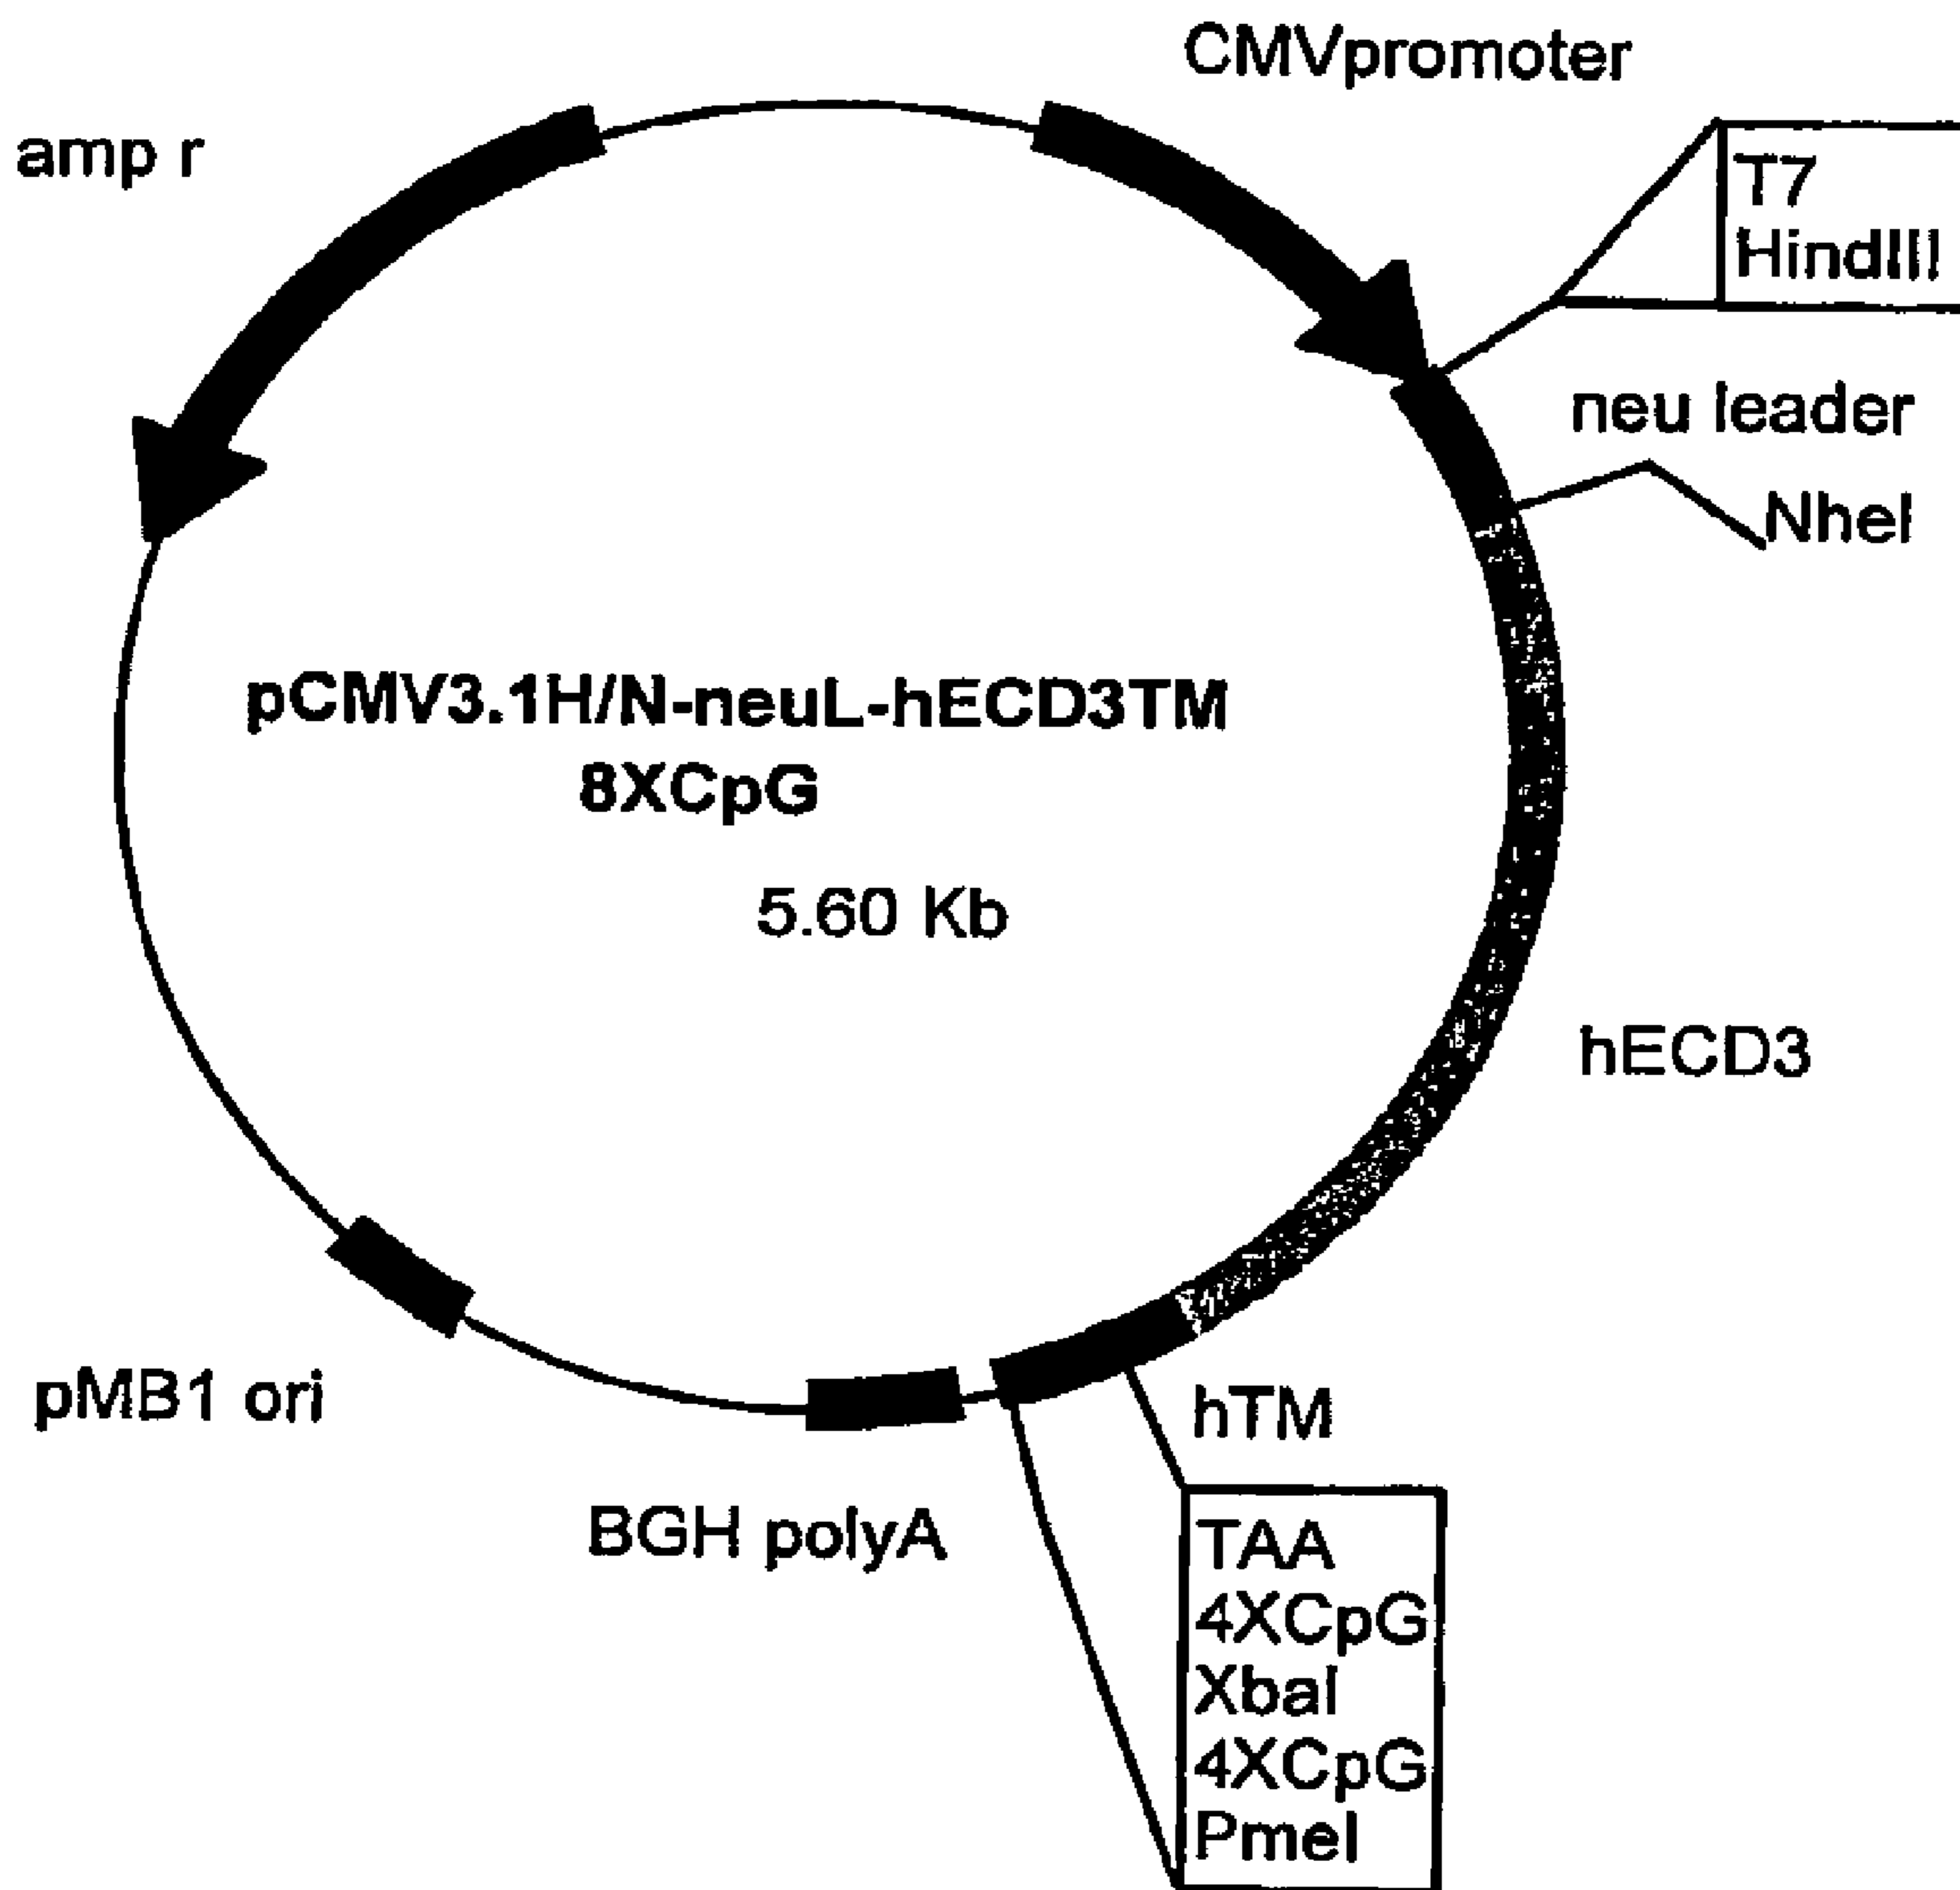 CMVpromoter
amp r
T7
HindIII
neu leader
NheI
pCMV3.1H/N-neuL-hECD3TM
8XCpG
5.60 Kb
hECD3
pMB1 ori
hTM
BGH polyA
TAA
4XCpG
XbaI
4XCpG
PmeI